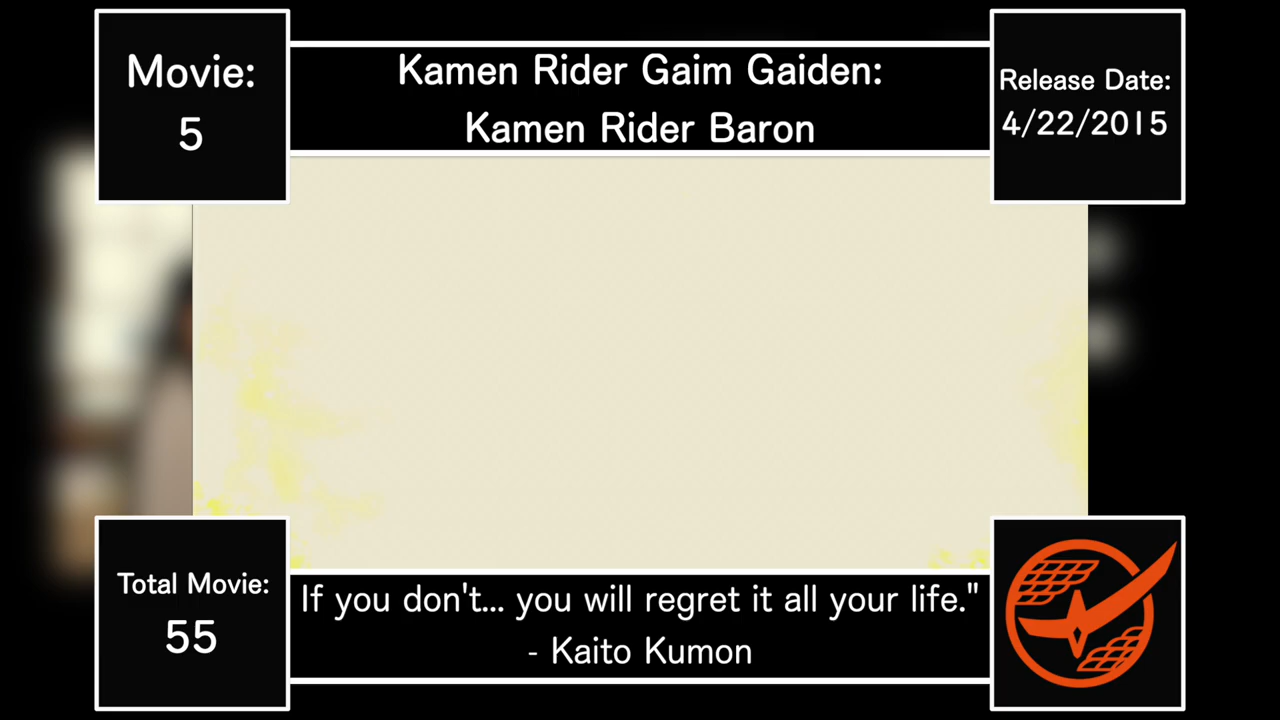 Movie:
5
Kamen Rider Gaim Gaiden:
Kamen Rider Baron
Release Date:
4/22/2015
Total Movie:
55
If you don't... you will regret it all your life."
- Kaito Kumon